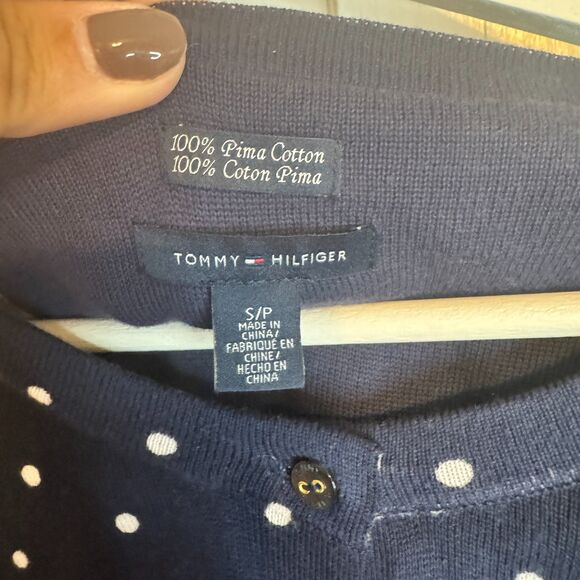 100% Pima Cotton
100% Coton Pima
TOMMY HILFIGER
S/P
MADE IN
CHINA/
FABRIQUÉ EN
CHINE/
HECHO EN
CHINA